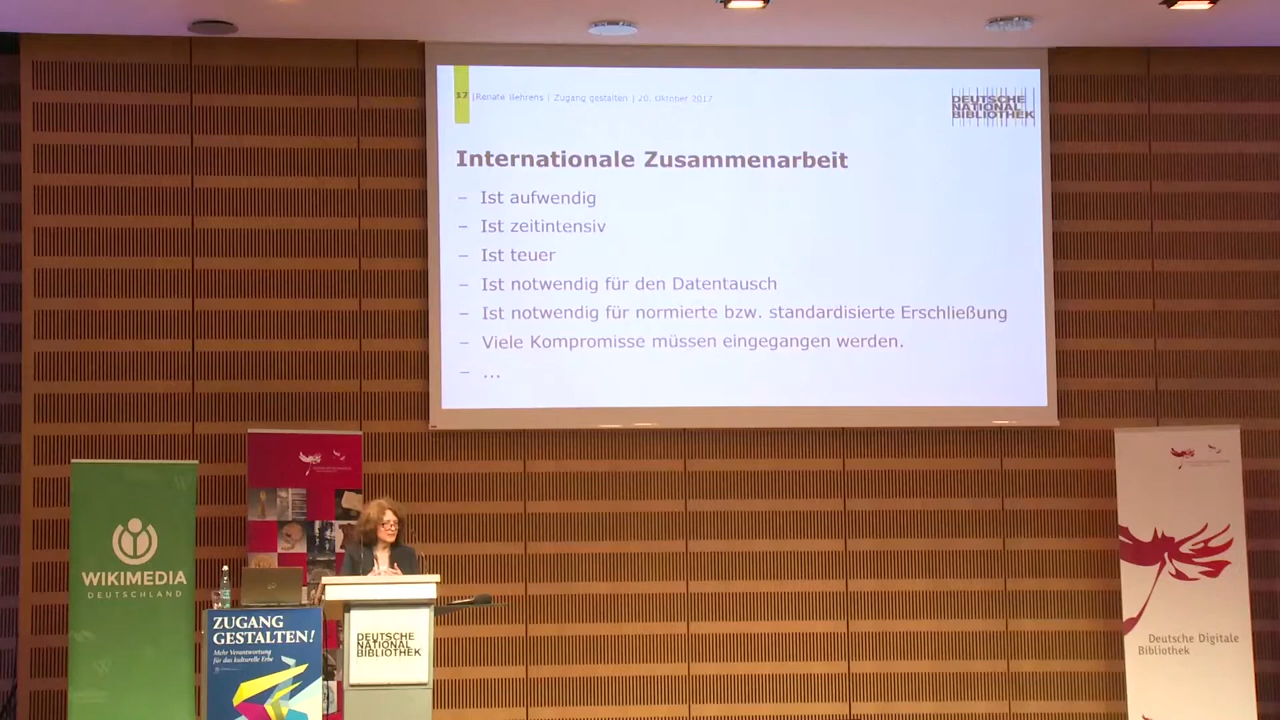 17 |Renate Behrens | Zugang gestalten | 20. Oktober 2017
DEUTSCHE
NATIONAL
BIBLIOTHEK
Internationale Zusammenarbeit
– Ist aufwendig
– Ist zeitintensiv
– Ist teuer
– Ist notwendig für den Datentausch
– Ist notwendig für normierte bzw. standardisierte Erschließung
– Viele Kompromisse müssen eingegangen werden.
– ...
WIKIMEDIA
DEUTSCHLAND
ZUGANG
GESTALTEN!
Mehr Verantwortung
für das kulturelle Erbe
DEUTSCHE
NATIONAL
BIBLIOTHEK
Deutsche Digitale
Bibliothek